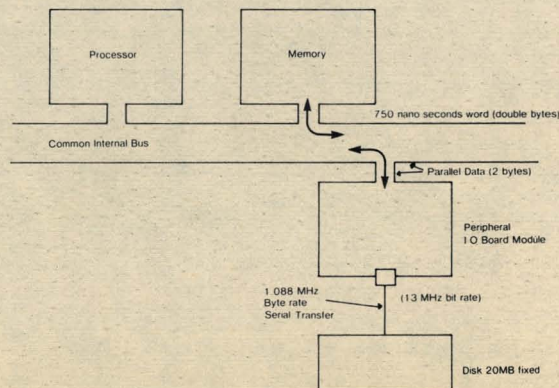 Processor
Memory
750 nano seconds word (double bytes)
Common Internal Bus
Parallel Data (2 bytes)
Peripheral
I O Board Module
1 088 MHz
Byte rate
Serial Transfer
(13 MHz bit rate)
Disk 20MB fixed